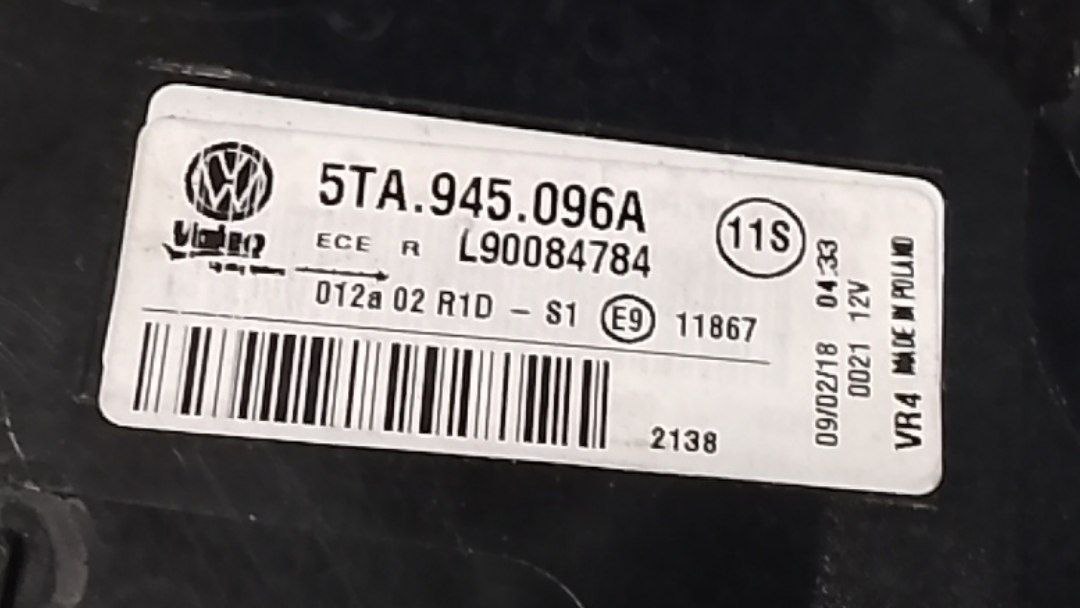 5TA.945.096A
11S
Valeo
ECE R L90084784
012a 02 R1D - S1 E9 11867
2138
09/02/18 04:33
0021 12V
VR4 MADE IN POLAND